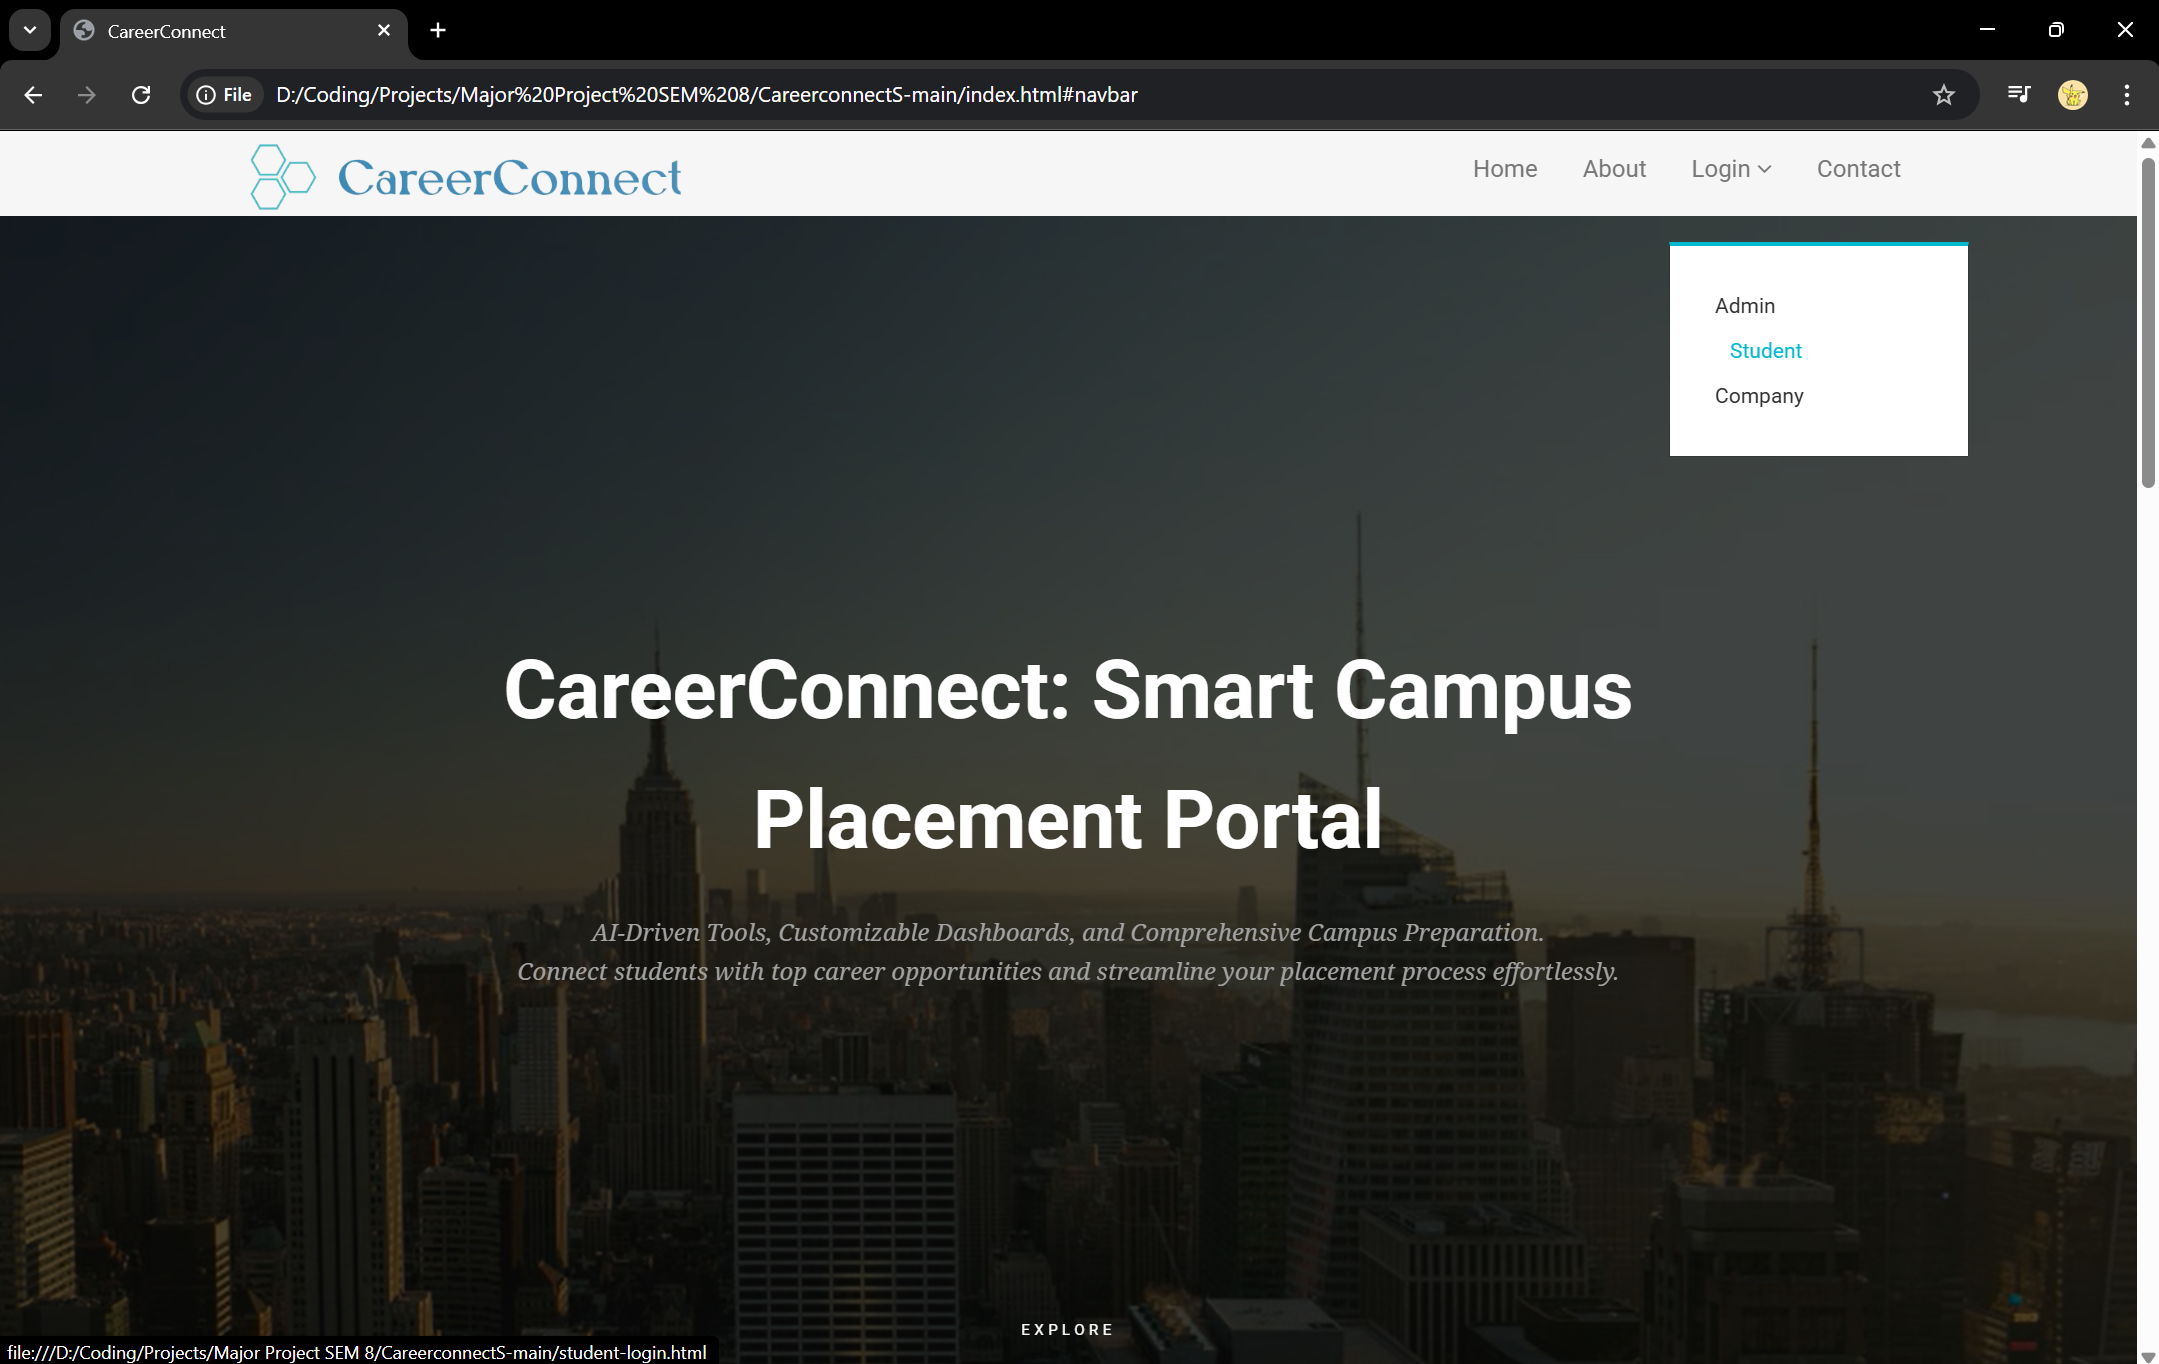 CareerConnect
File
D:/Coding/Projects/Major%20Project%20SEM%208/CareerconnectS-main/index.html#navbar
CareerConnect
Home About Login Contact
Admin
Student
Company
CareerConnect: Smart Campus
Placement Portal
AI-Driven Tools, Customizable Dashboards, and Comprehensive Campus Preparation.
Connect students with top career opportunities and streamline your placement process effortlessly.
EXPLORE
file:///D:/Coding/Projects/Major Project SEM 8/CareerconnectS-main/student-login.html